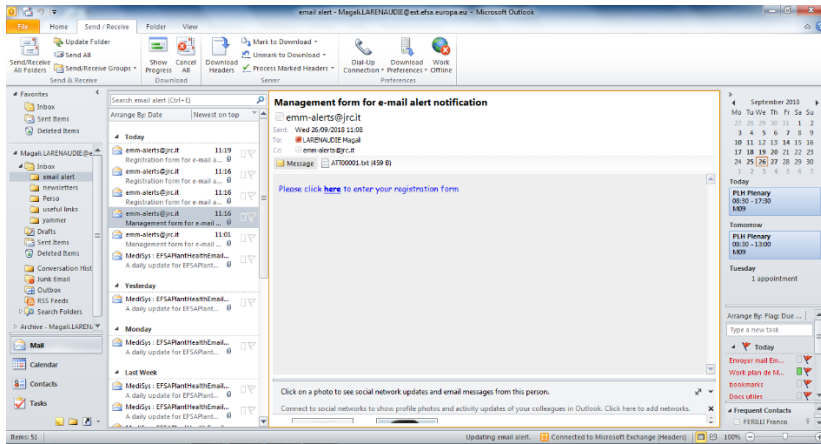 email alert - Magali.LARENAUDIE@ext.efsa.europa.eu - Microsoft Outlook
File Home Send / Receive Folder View
Send/Receive All Folders
Update Folder
Send All
Send/Receive Groups
Send & Receive
Show Progress
Cancel All
Download
Download Headers
Mark to Download
Unmark to Download
Process Marked Headers
Server
Dial-Up Connection
Download Preferences
Work Offline
Preferences
Favorites
Inbox
Sent Items
Deleted Items
Magali.LARENAUDIE@e
Inbox
email alert
newsletters
Perso
useful links
yammer
Drafts
Sent Items
Deleted Items
Conversation Hist
Junk Email
Outbox
RSS Feeds
Search Folders
Archive - Magali.LAREN
Mail
Calendar
Contacts
Tasks
Items: 51
Search email alert (Ctrl+E)
Arrange By: Date Newest on top
Today
emm-alerts@jrc.it 11:19
Registration form for e-mail a...
emm-alerts@jrc.it 11:16
Registration form for e-mail a...
emm-alerts@jrc.it 11:16
Registration form for e-mail a...
emm-alerts@jrc.it 11:16
Management form for e-mail ...
emm-alerts@jrc.it 11:01
Management form for e-mail ...
MediSys : EFSAPlantHealthEmail...
A daily update for EFSAPlant...
Yesterday
MediSys : EFSAPlantHealthEmail...
A daily update for EFSAPlant...
Monday
MediSys : EFSAPlantHealthEmail...
A daily update for EFSAPlant...
Last Week
MediSys : EFSAPlantHealthEmail...
A daily update for EFSAPlant...
MediSys : EFSAPlantHealthEmail...
A daily update for EFSAPlant...
Management form for e-mail alert notification
emm-alerts@jrc.it
Sent: Wed 26/09/2018 11:08
To: LARENAUDIE Magali
Cc: emm-alerts@jrc.it
Message ATT00001.txt (459 B)
Please click here to enter your registration form
Click on a photo to see social network updates and email messages from this person.
Connect to social networks to show profile photos and activity updates of your colleagues in Outlook. Click here to add networks.
September 2018
Mo Tu We Th Fr Sa Su
27 28 29 30 31 1 2
3 4 5 6 7 8 9
10 11 12 13 14 15 16
17 18 19 20 21 22 23
24 25 26 27 28 29 30
1 2 3 4 5 6 7
Today
PLH Plenary
08:30 - 17:30
M09
Tomorrow
PLH Plenary
08:30 - 13:00
M09
Tuesday
1 appointment
Arrange By: Flag: Due ...
Type a new task
Today
Envoyer mail Em...
Work plan de M...
bookmarks
Docs utiles
Frequent Contacts
FERILLI Franco
Updating email alert. Connected to Microsoft Exchange [Headers] 100%